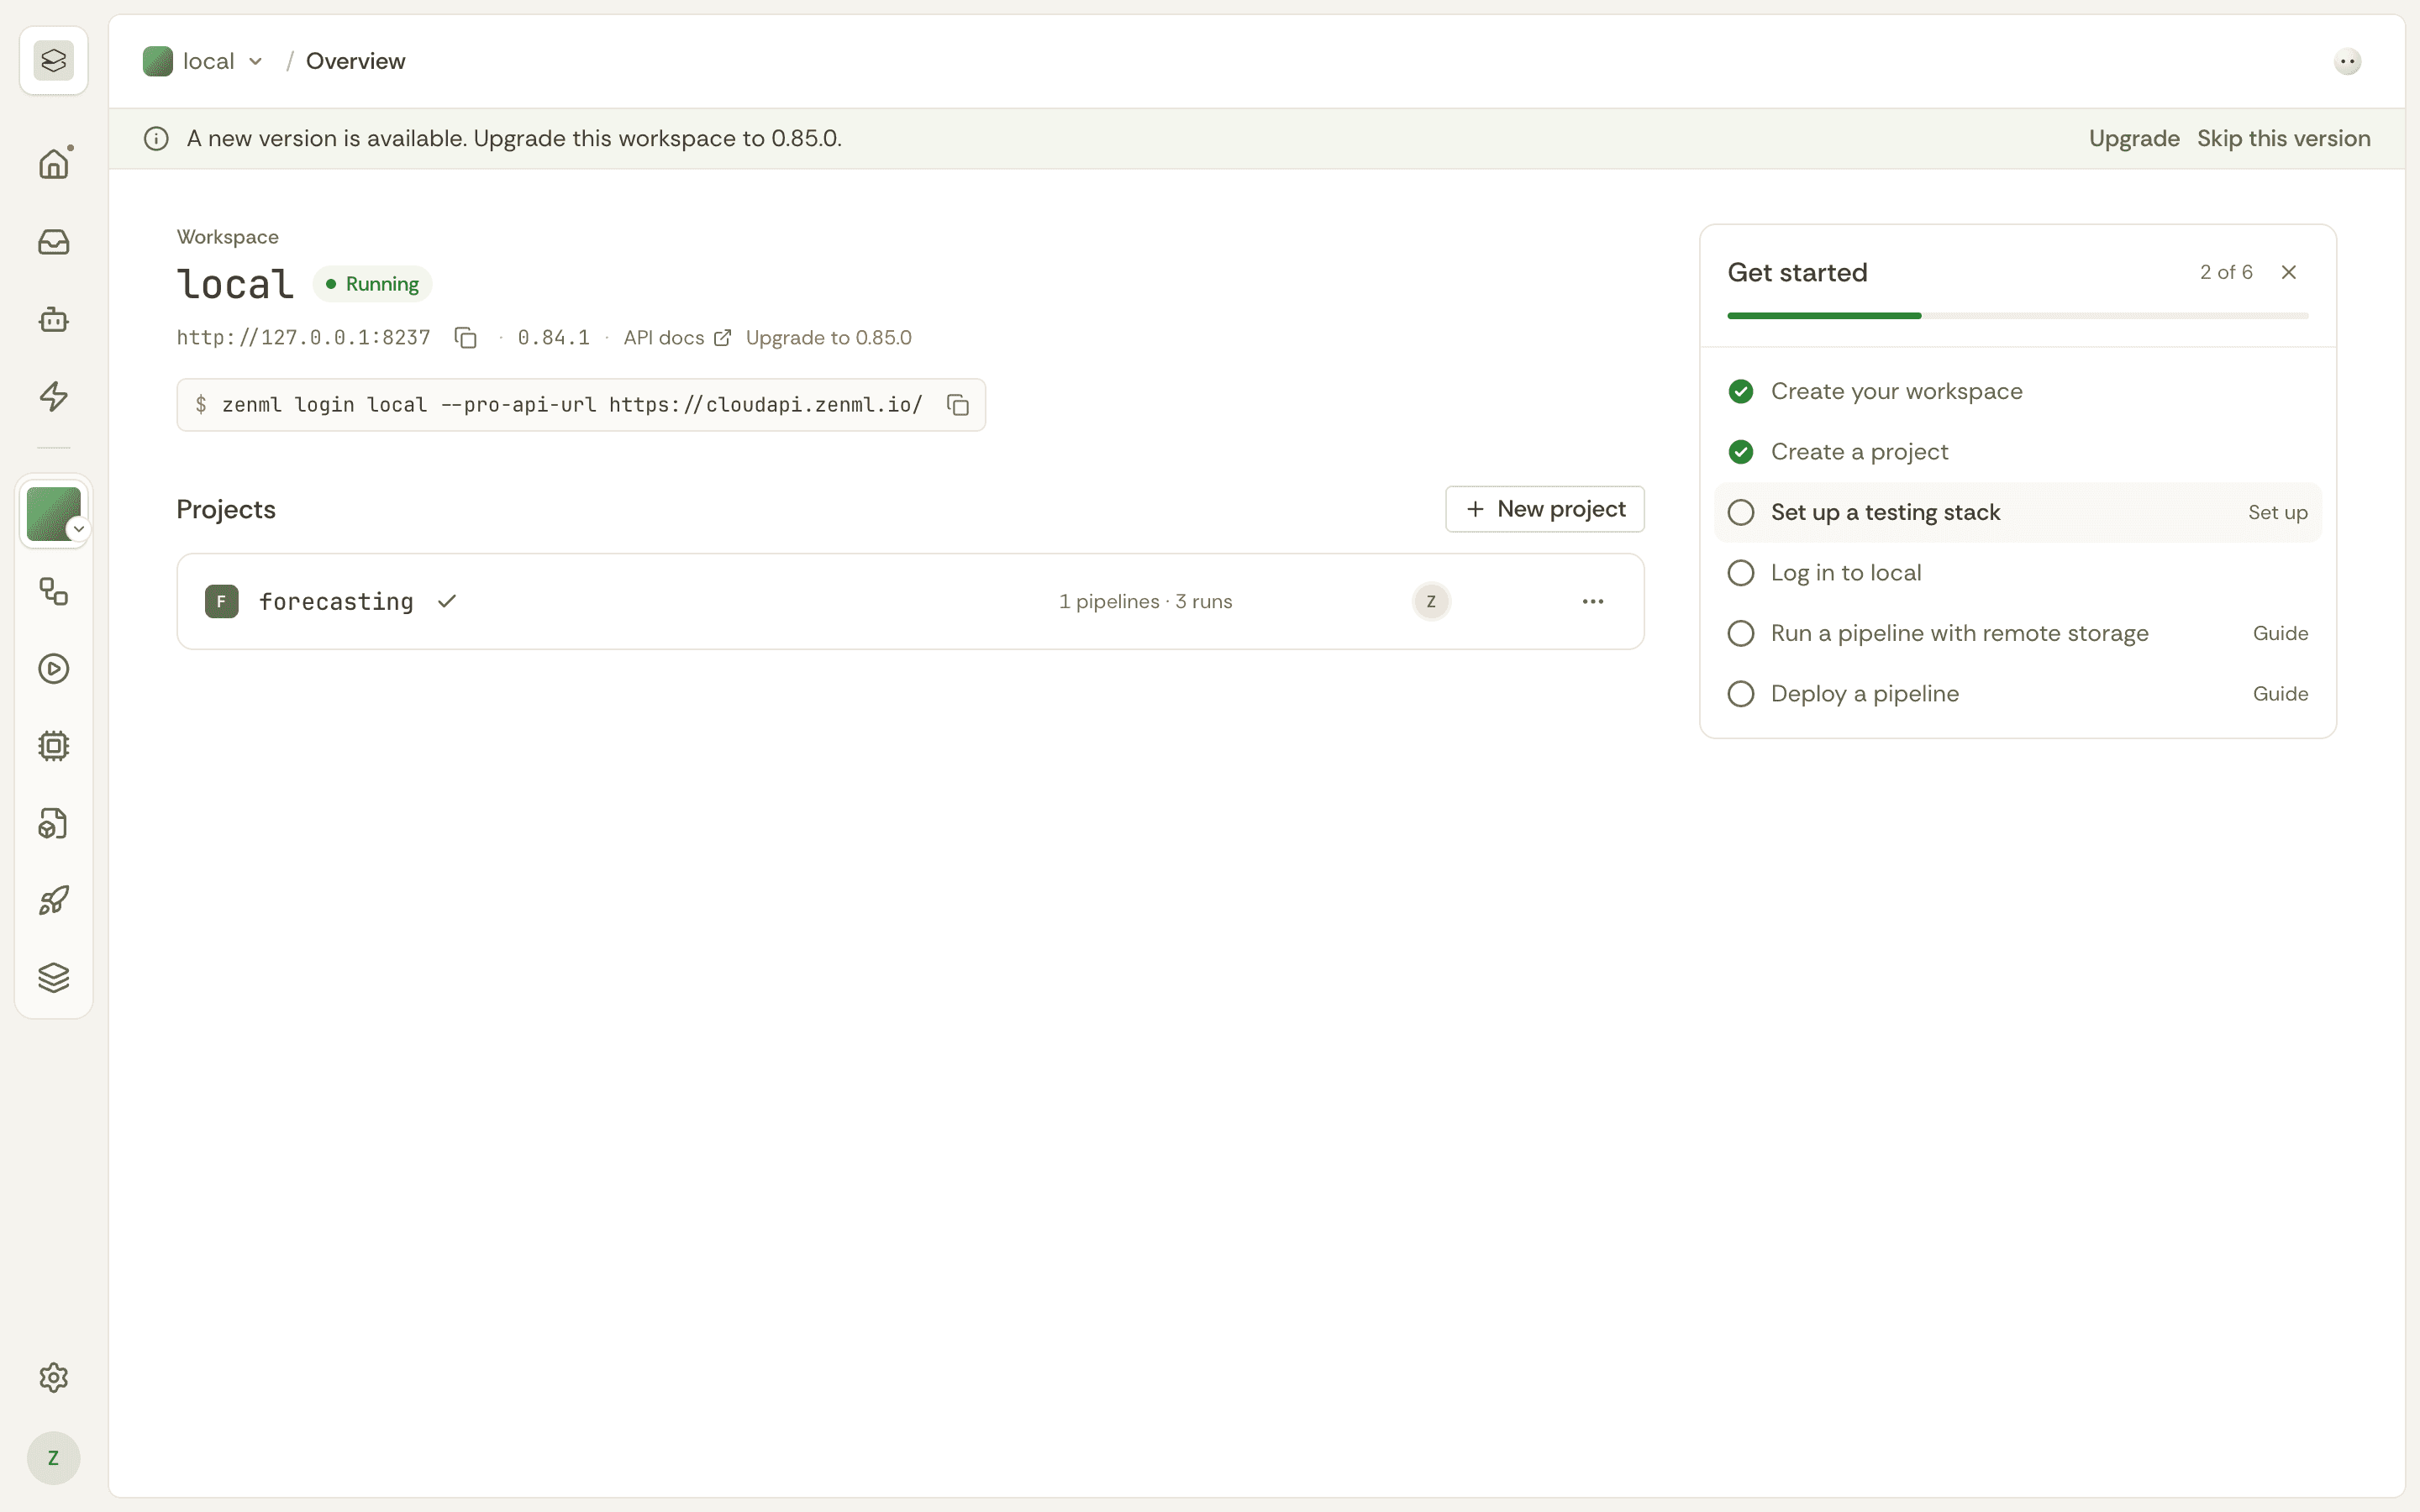 local / Overview
A new version is available. Upgrade this workspace to 0.85.0.
Upgrade Skip this version
Workspace
local Running
http://127.0.0.1:8237 · 0.84.1 · API docs Upgrade to 0.85.0
$ zenml login local --pro-api-url https://cloudapi.zenml.io/
Projects
+ New project
F forecasting 1 pipelines · 3 runs Z ...
Get started 2 of 6
Create your workspace
Create a project
Set up a testing stack Set up
Log in to local
Run a pipeline with remote storage Guide
Deploy a pipeline Guide
Z